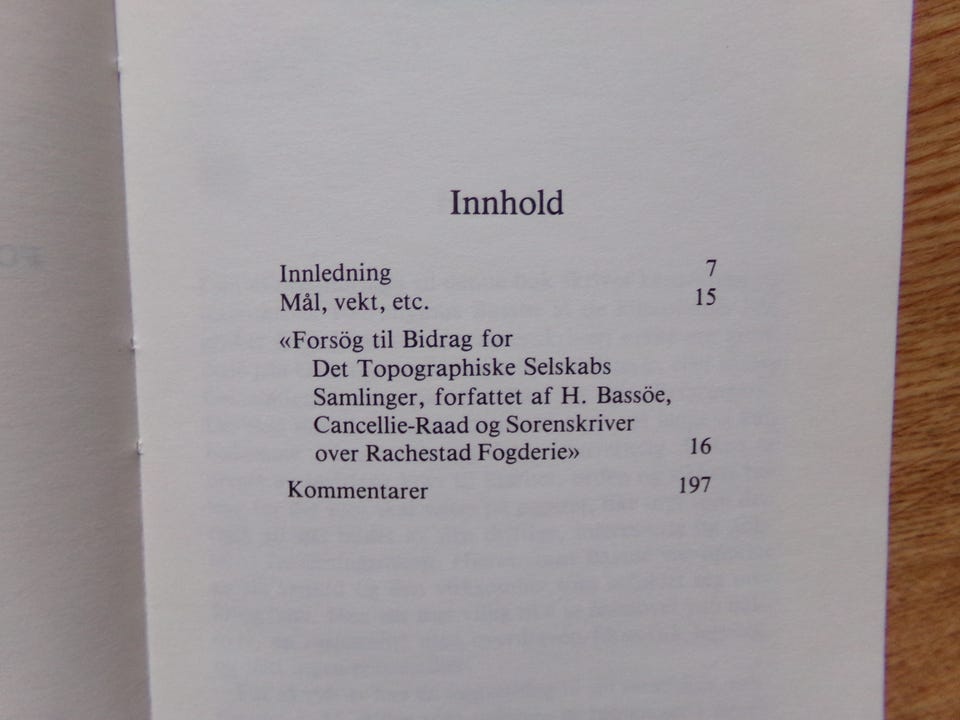 Innhold
Innledning 7
Mål, vekt, etc. 15
«Forsög til Bidrag for
Det Topographiske Selskabs
Samlinger, forfattet af H. Bassöe,
Cancellie-Raad og Sorenskriver
over Rachestad Fogderie» 16
Kommentarer 197